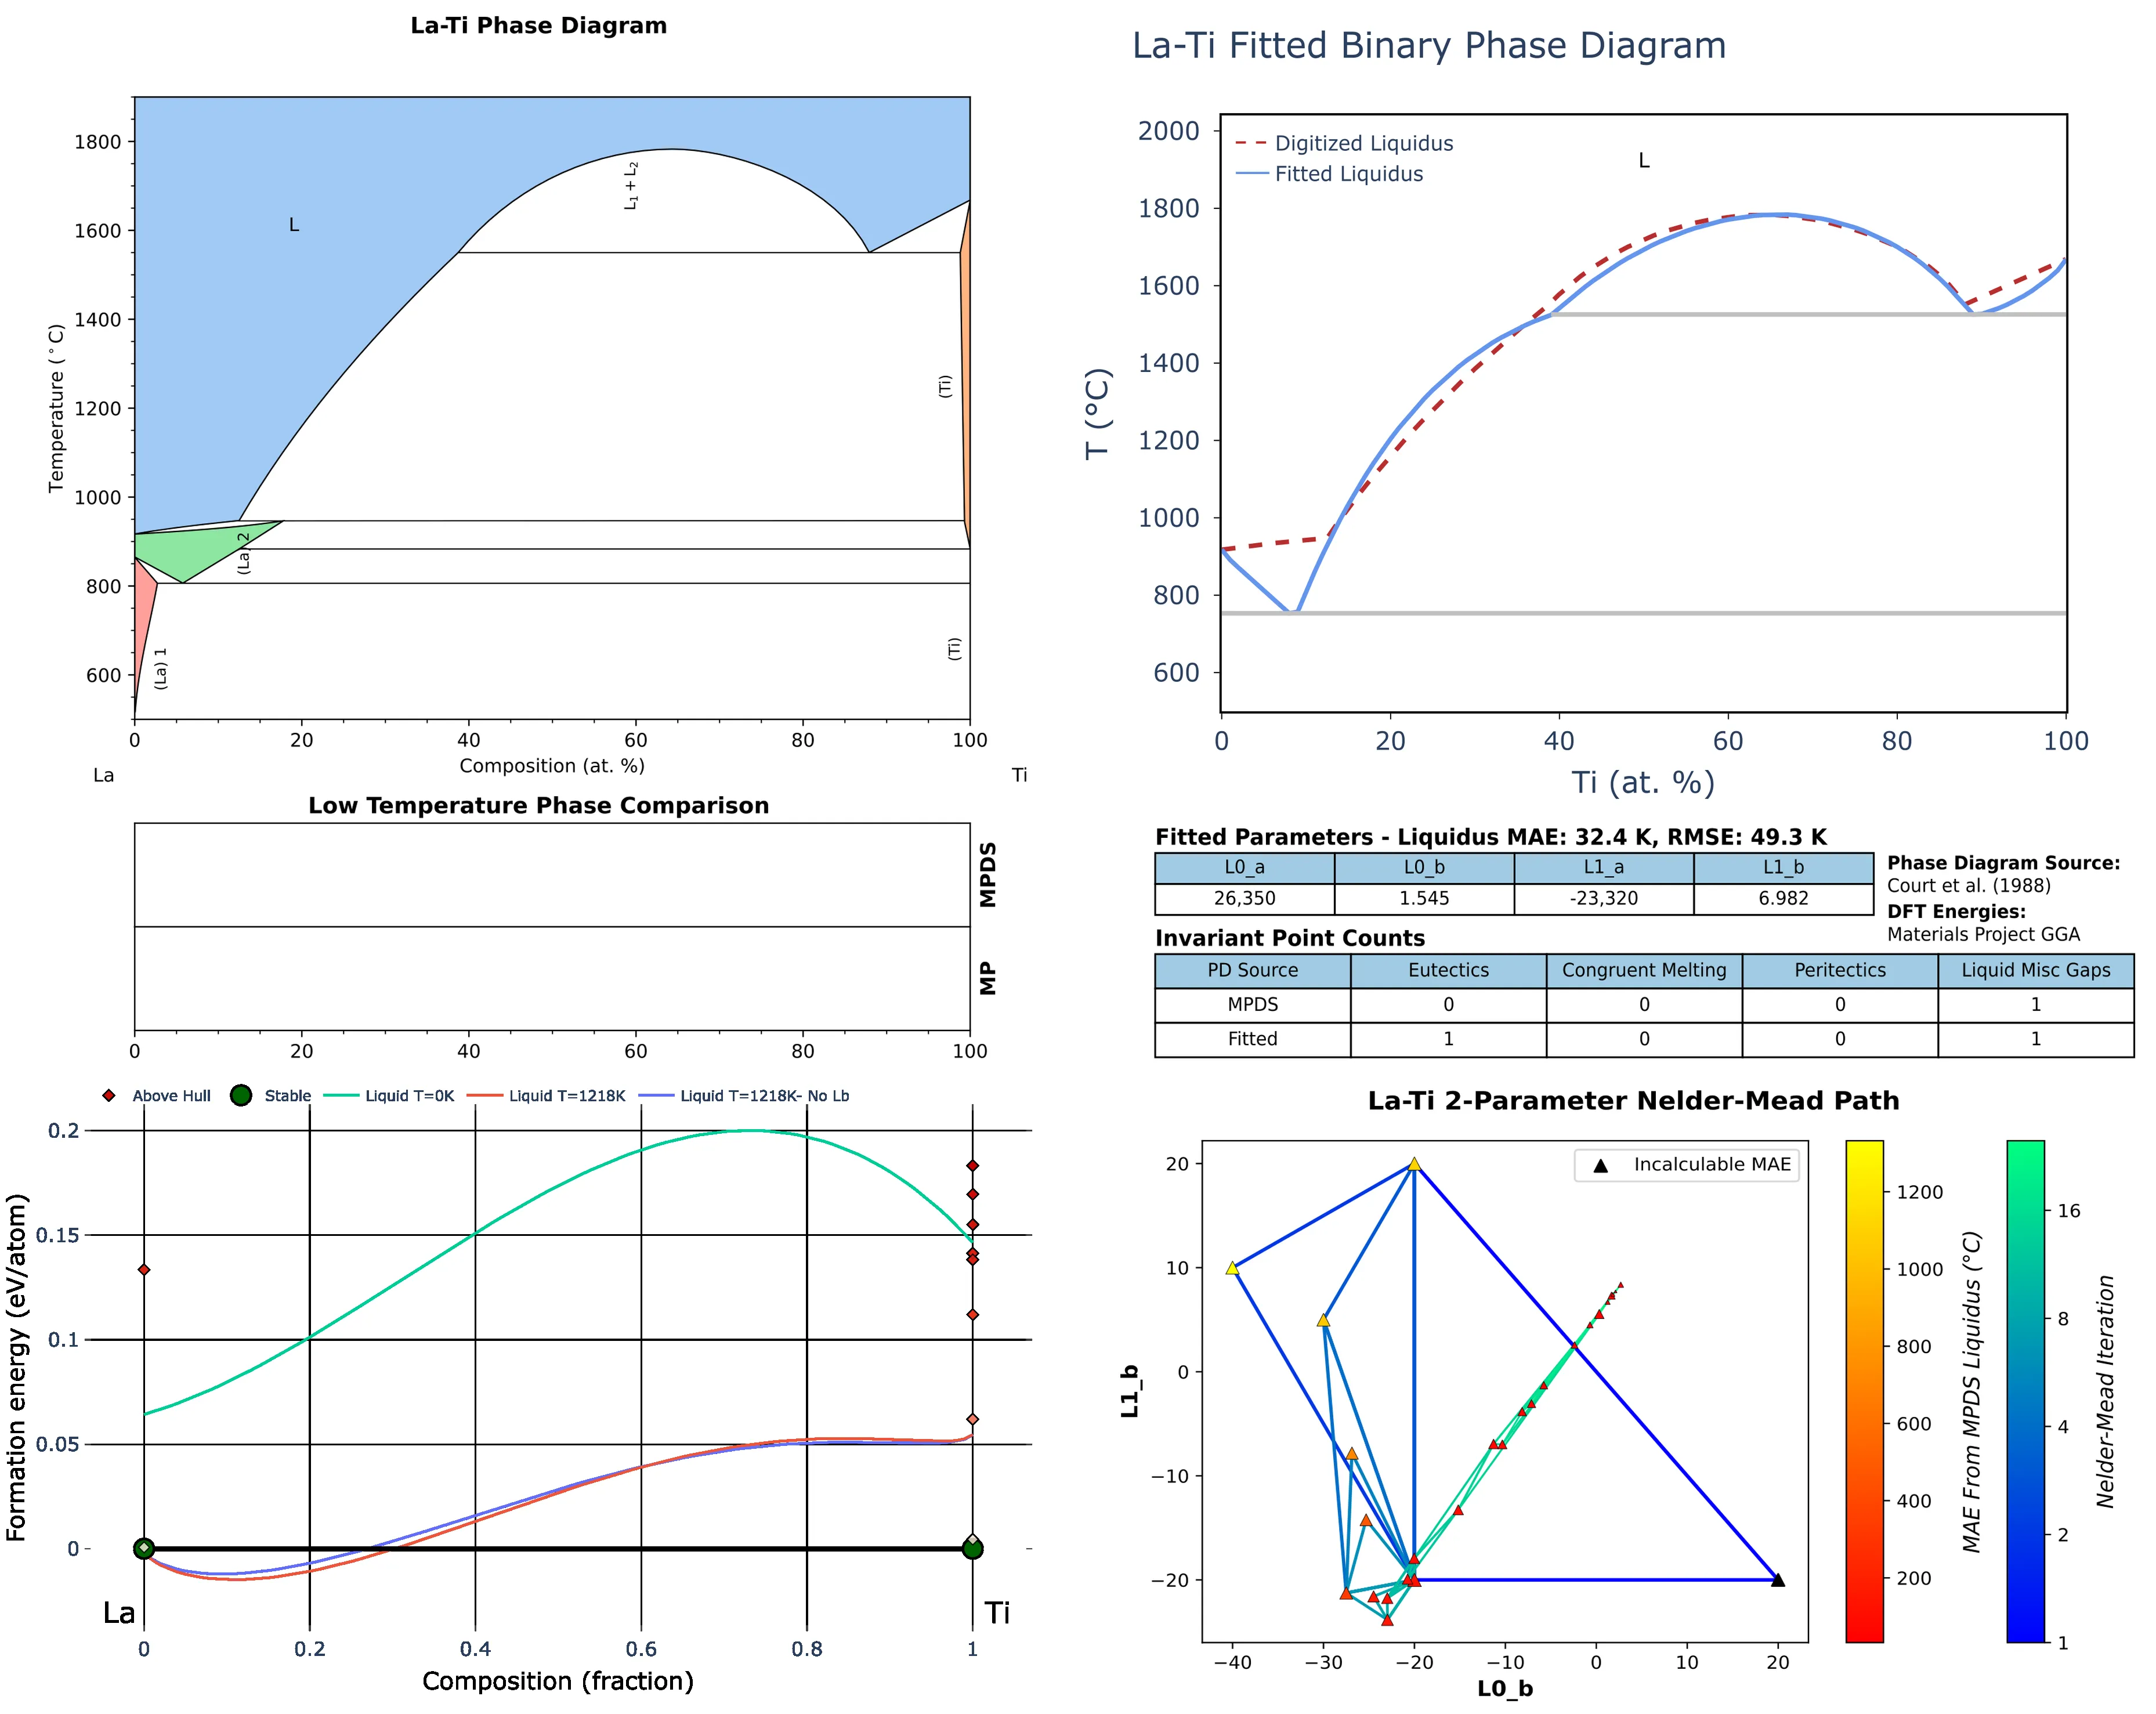 La-Ti Phase Diagram
1800
1600
1400
1200
1000
800
600
Temperature (°C)
L
L1 + L2
(Ti)
(La) 2
(La) 1
(Ti)
0 20 40 60 80 100
Composition (at. %)
La Ti
La-Ti Fitted Binary Phase Diagram
2000
1800
1600
1400
1200
1000
800
600
T (°C)
Digitized Liquidus
Fitted Liquidus
L
0 20 40 60 80 100
Ti (at. %)
Low Temperature Phase Comparison
MPDS
MP
0 20 40 60 80 100
Fitted Parameters - Liquidus MAE: 32.4 K, RMSE: 49.3 K
L0_a L0_b L1_a L1_b
26,350 1.545 -23,320 6.982
Phase Diagram Source:
Court et al. (1988)
DFT Energies:
Materials Project GGA
Invariant Point Counts
PD Source Eutectics Congruent Melting Peritectics Liquid Misc Gaps
MPDS 0 0 0 1
Fitted 1 0 0 1
Above Hull Stable Liquid T=0K Liquid T=1218K Liquid T=1218K- No Lb
0.2
0.15
0.1
0.05
0
Formation energy (eV/atom)
La Ti
0 0.2 0.4 0.6 0.8 1
Composition (fraction)
La-Ti 2-Parameter Nelder-Mead Path
Incalculable MAE
20
10
0
−10
−20
L1_b
−40 −30 −20 −10 0 10 20
L0_b
1200
1000
800
600
400
200
MAE From MPDS Liquidus (°C)
16
8
4
2
1
Nelder-Mead Iteration